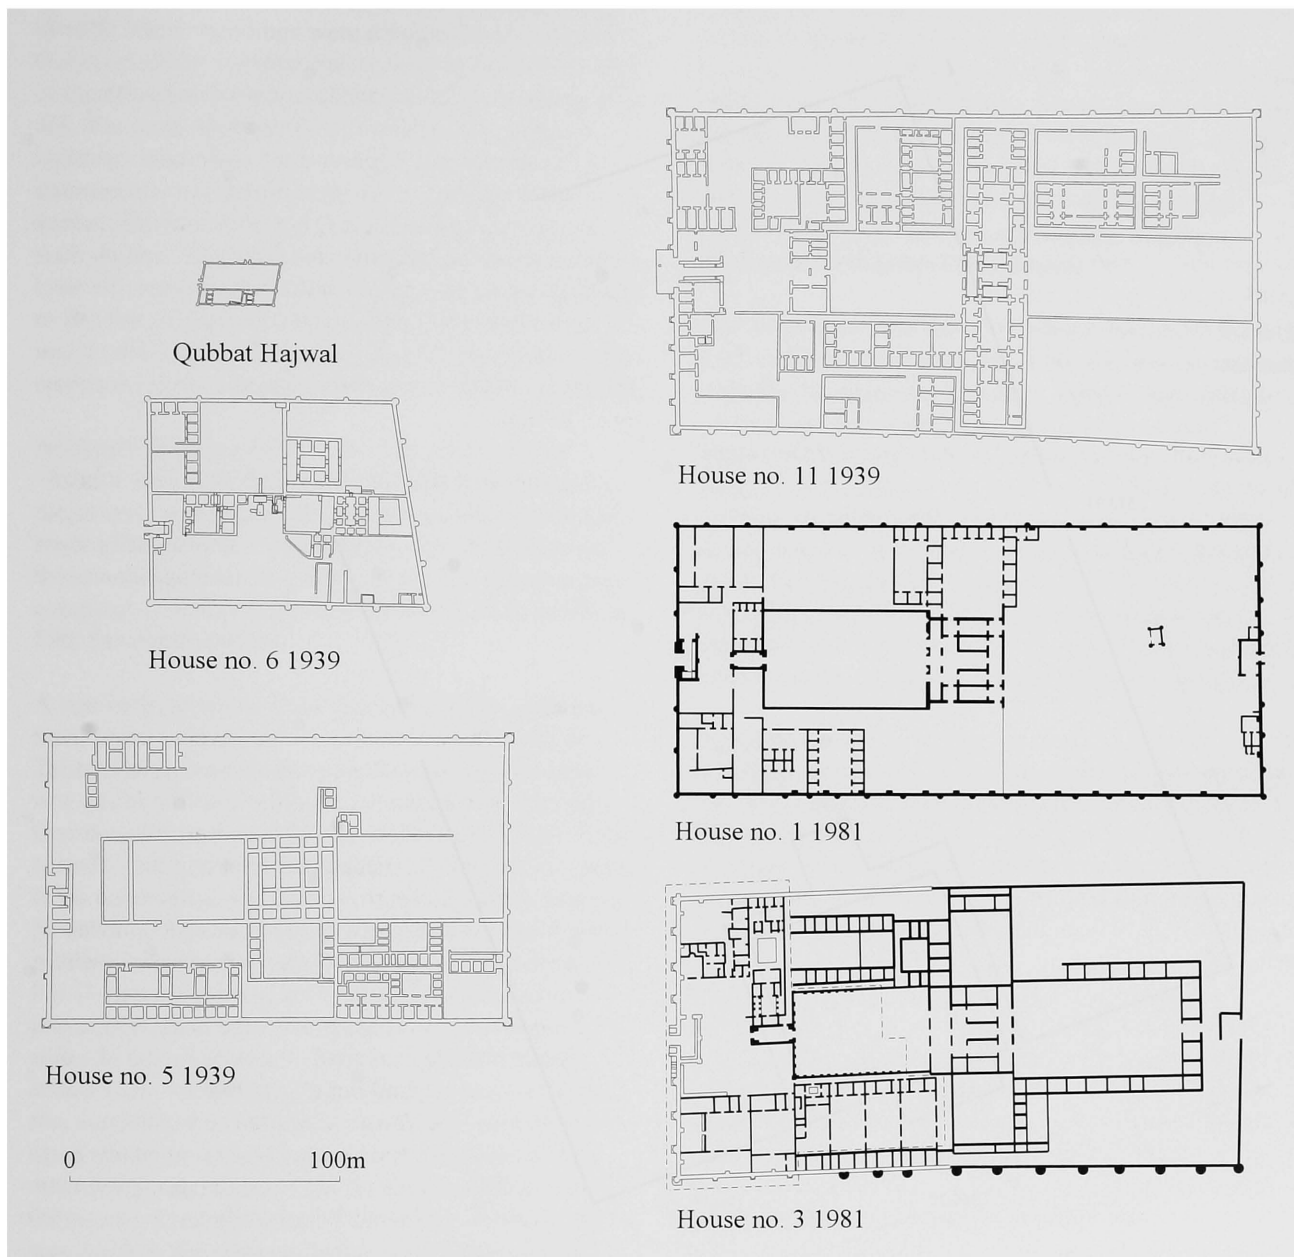 Qubbat Hajwal
House no. 11 1939
House no. 6 1939
House no. 1 1981
House no. 5 1939
0 100m
House no. 3 1981